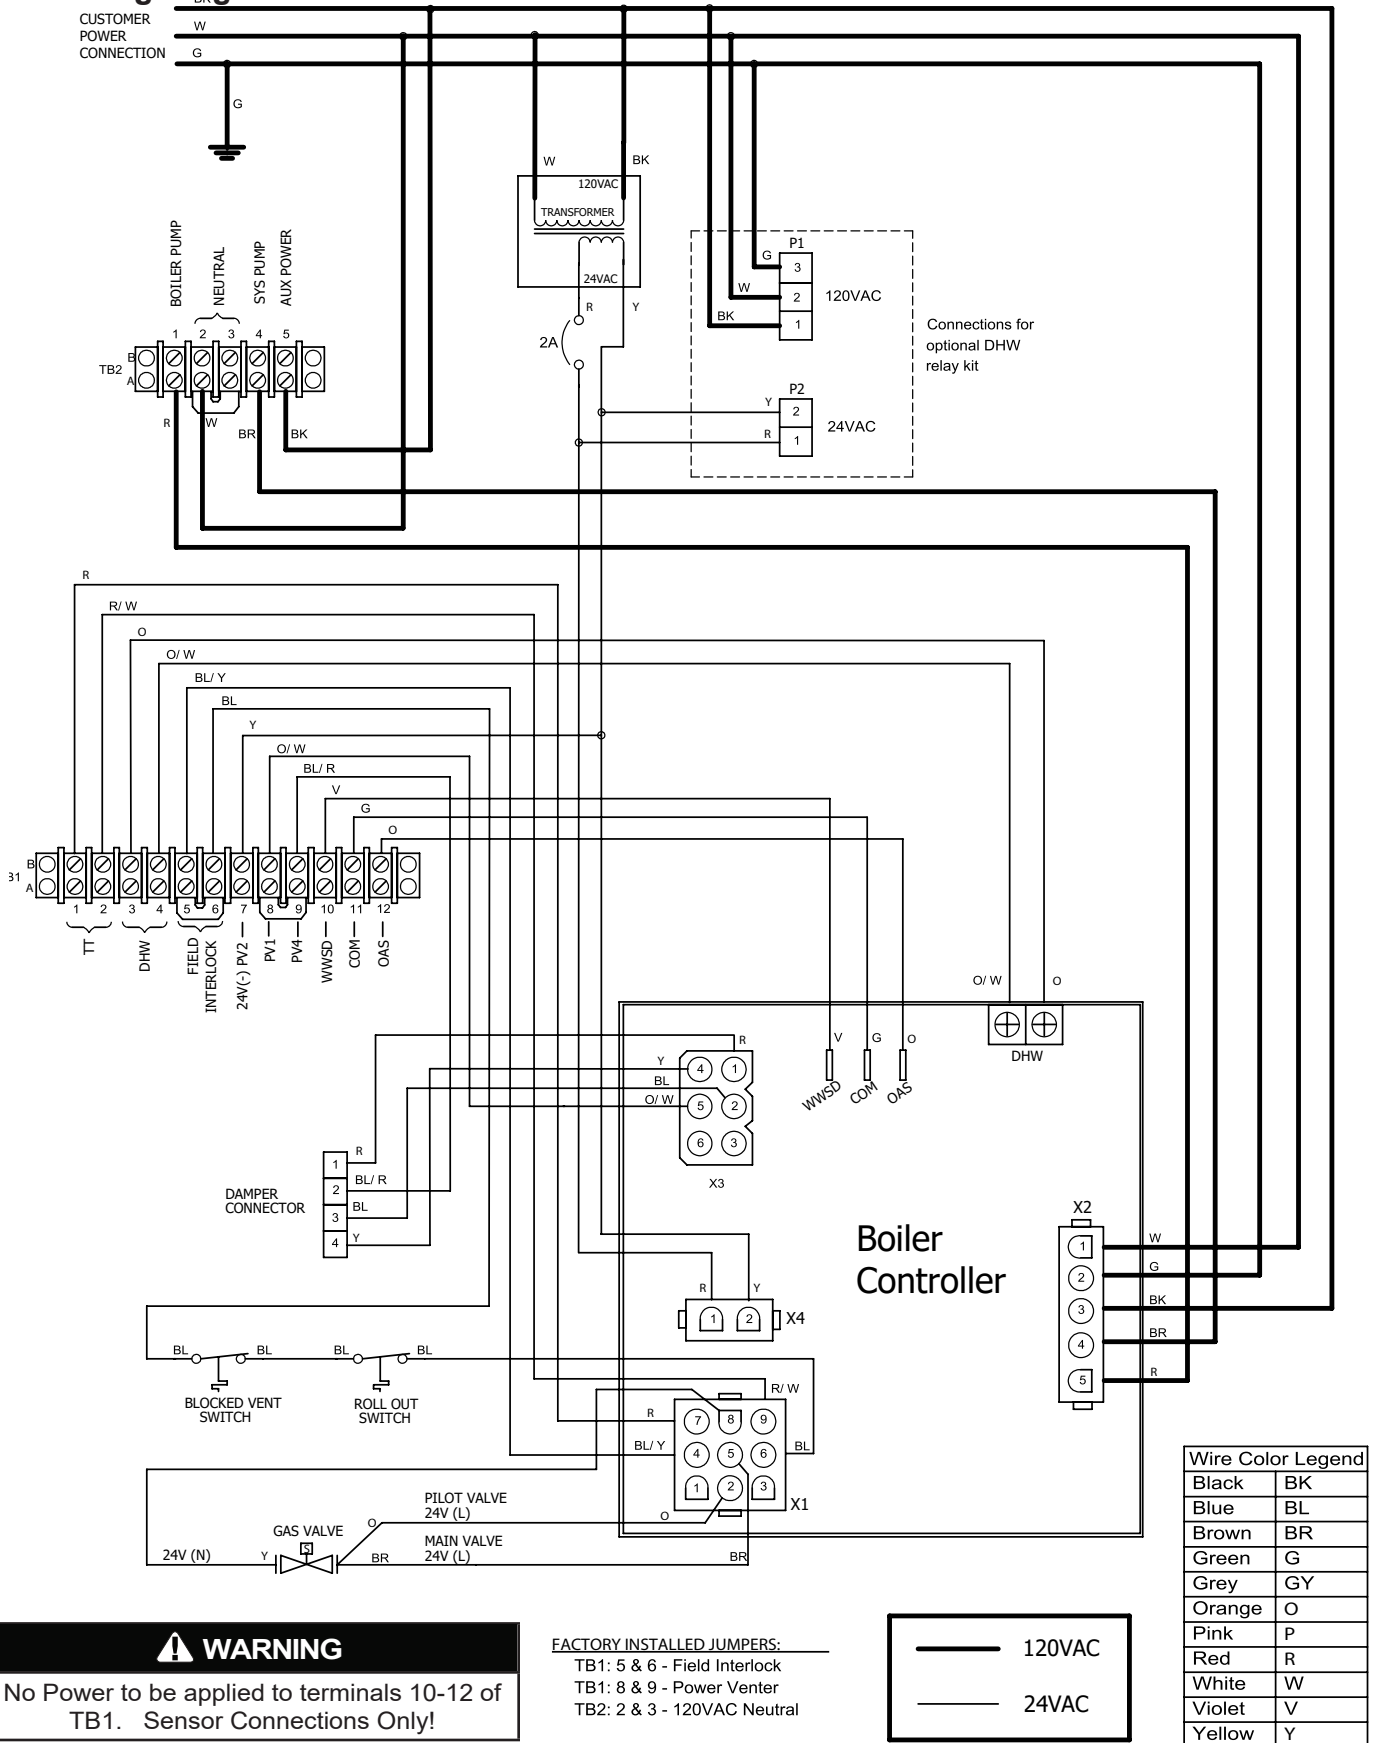 CUSTOMER
POWER
CONNECTION
W
G
G
W
BK
120VAC
TRANSFORMER
24VAC
R
Y
2A
BOILER PUMP
NEUTRAL
SYS PUMP
AUX POWER
1 2 3 4 5
B
TB2
A
R
W
BR
BK
P1
G
3
W
2
120VAC
BK
1
Connections for
optional DHW
relay kit
P2
Y
2
24VAC
R
1
R
R/ W
O
O/ W
BL/ Y
BL
Y
O/ W
BL/ R
V
G
O
B
A
1 2 3 4 5 6 7 8 9 10 11 12
TT
DHW
FIELD
INTERLOCK
24V(-) PV2
PV1
PV4
WWSD
COM
OAS
O/ W
O
DHW
V
G
O
WWSD
COM
OAS
R
Y
4
1
BL
O/ W
5
2
6
3
X3
DAMPER
CONNECTOR
1
R
2
BL/ R
3
BL
4
Y
Boiler
Controller
X2
1
W
2
G
3
BK
4
BR
5
R
R
Y
1
2
X4
BL
BL
BL
BL
BLOCKED VENT
SWITCH
ROLL OUT
SWITCH
R/ W
R
7
8
9
BL/ Y
4
5
6
BL
1
2
3
X1
PILOT VALVE
24V (L)
O
O
GAS VALVE
S
MAIN VALVE
24V (L)
24V (N)
Y
BR
BR
Wire Color Legend
Black BK
Blue BL
Brown BR
Green G
Grey GY
Orange O
Pink P
Red R
White W
Violet V
Yellow Y
WARNING
No Power to be applied to terminals 10-12 of
TB1. Sensor Connections Only!
FACTORY INSTALLED JUMPERS:
TB1: 5 & 6 - Field Interlock
TB1: 8 & 9 - Power Venter
TB2: 2 & 3 - 120VAC Neutral
120VAC
24VAC